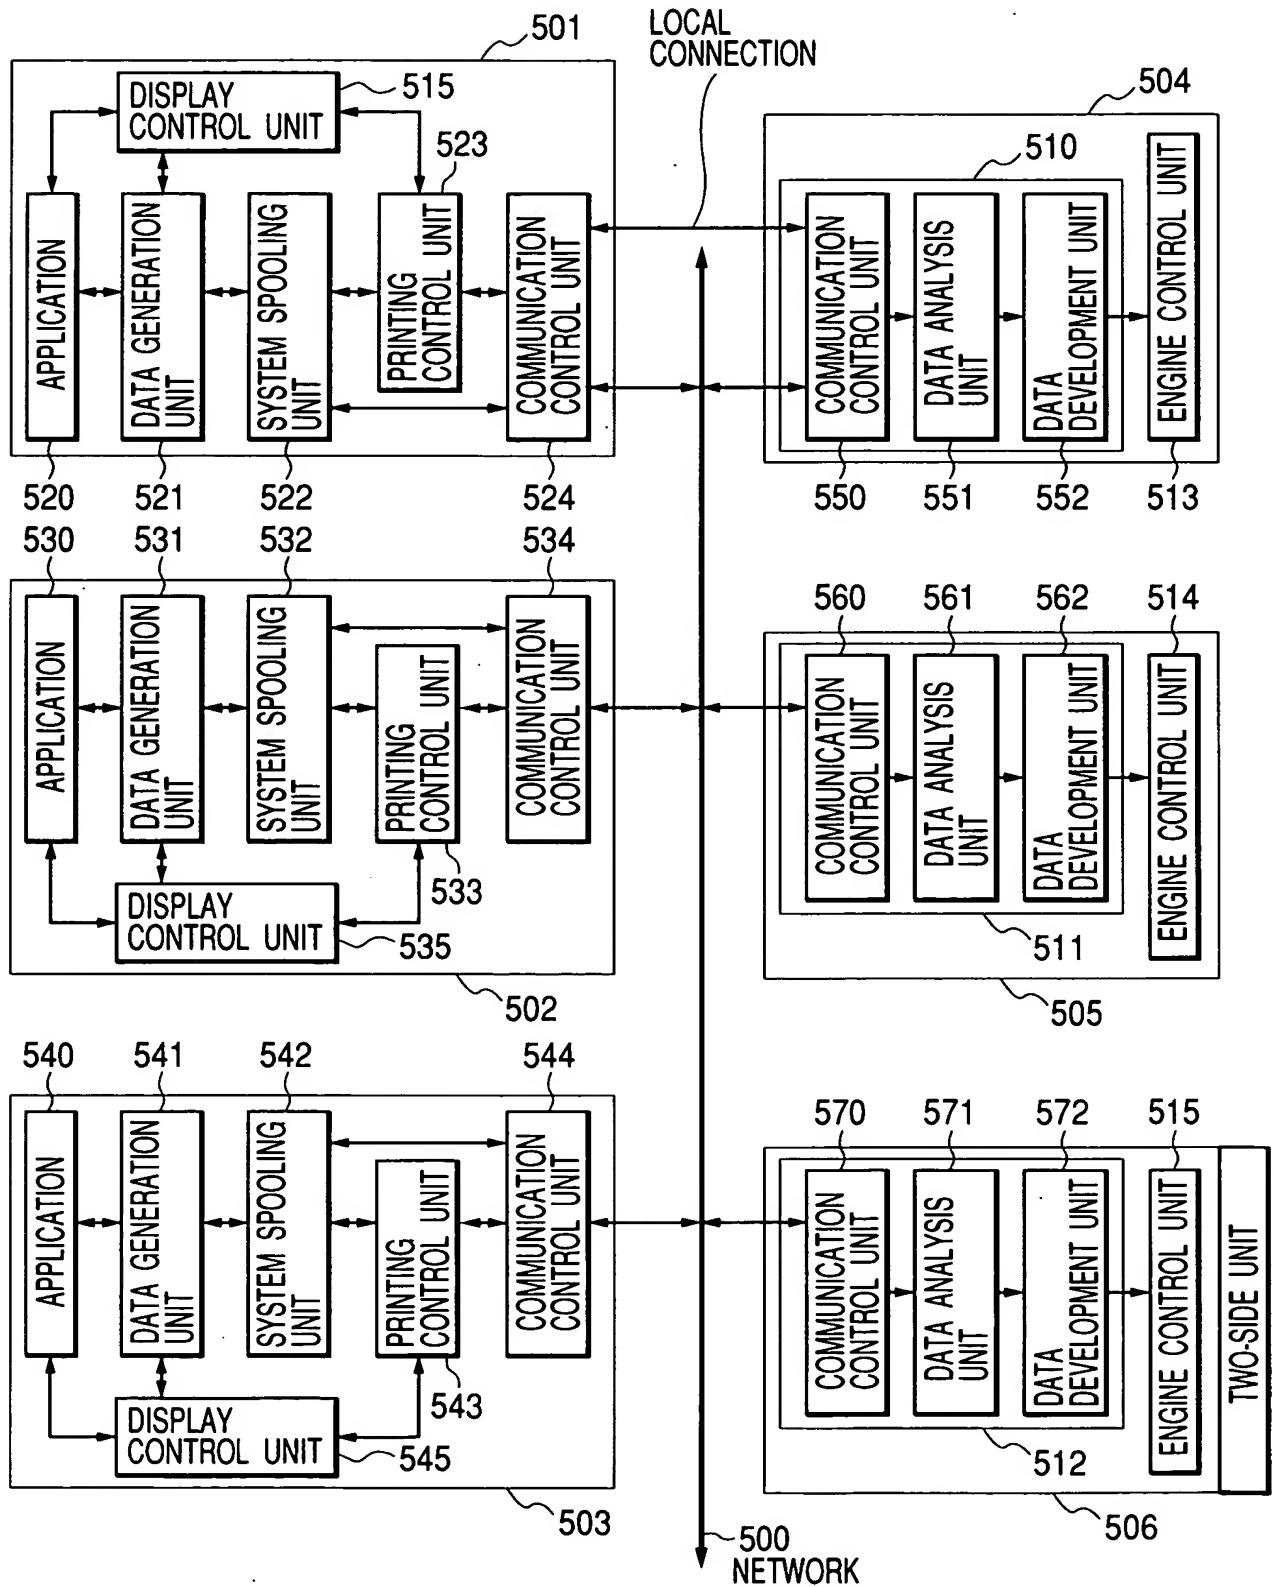 LOCAL
CONNECTION
501
DISPLAY
CONTROL UNIT
515
523
APPLICATION
DATA GENERATION
UNIT
SYSTEM SPOOLING
UNIT
PRINTING
CONTROL UNIT
COMMUNICATION
CONTROL UNIT
520
521
522
524
504
510
COMMUNICATION
CONTROL UNIT
DATA ANALYSIS
UNIT
DATA
DEVELOPMENT UNIT
ENGINE CONTROL UNIT
550
551
552
513
530
531
532
534
APPLICATION
DATA GENERATION
UNIT
SYSTEM SPOOLING
UNIT
PRINTING
CONTROL UNIT
COMMUNICATION
CONTROL UNIT
533
DISPLAY
CONTROL UNIT
535
502
560
561
562
514
COMMUNICATION
CONTROL UNIT
DATA ANALYSIS
UNIT
DATA
DEVELOPMENT UNIT
ENGINE CONTROL UNIT
511
505
540
541
542
544
APPLICATION
DATA GENERATION
UNIT
SYSTEM SPOOLING
UNIT
PRINTING
CONTROL UNIT
COMMUNICATION
CONTROL UNIT
543
DISPLAY
CONTROL UNIT
545
503
570
571
572
515
COMMUNICATION
CONTROL UNIT
DATA ANALYSIS
UNIT
DATA
DEVELOPMENT UNIT
ENGINE CONTROL UNIT
TWO-SIDE UNIT
512
506
500
NETWORK